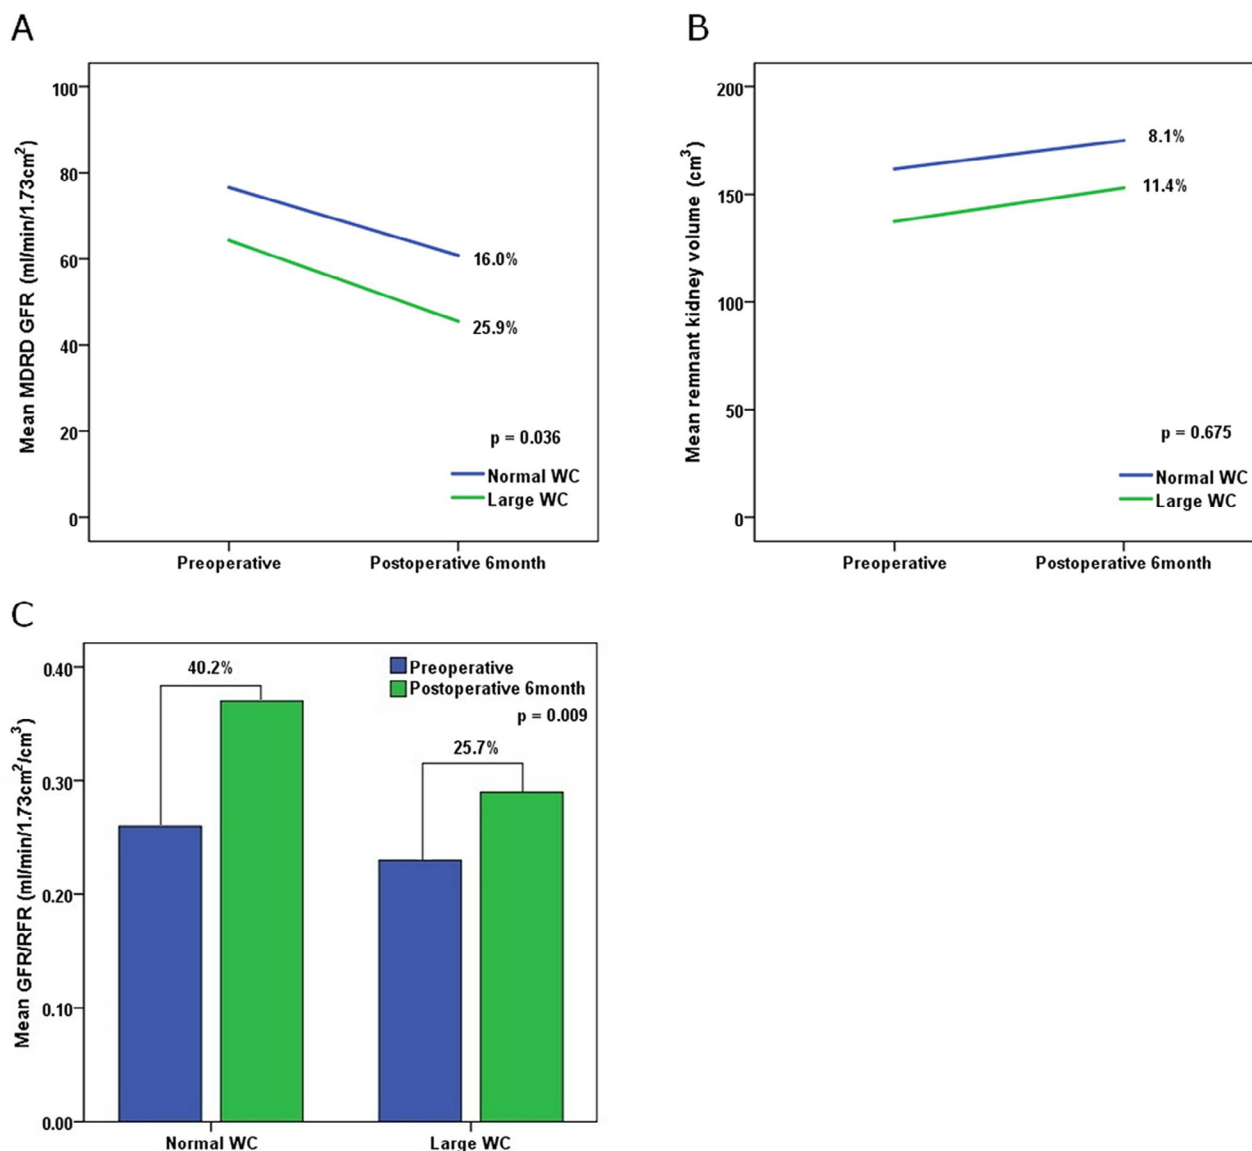 A
Mean MDRD GFR (ml/min/1.73cm²)
100
80
60
40
20
0
16.0%
25.9%
p = 0.036
Normal WC
Large WC
Preoperative Postoperative 6month
B
Mean remnant kidney volume (cm³)
200
150
100
50
0
8.1%
11.4%
p = 0.675
Normal WC
Large WC
Preoperative Postoperative 6month
C
Mean GFR/RFR (ml/min/1.73cm²/cm³)
0.40
0.30
0.20
0.10
0.00
40.2%
Preoperative
Postoperative 6month
p = 0.009
25.7%
Normal WC Large WC